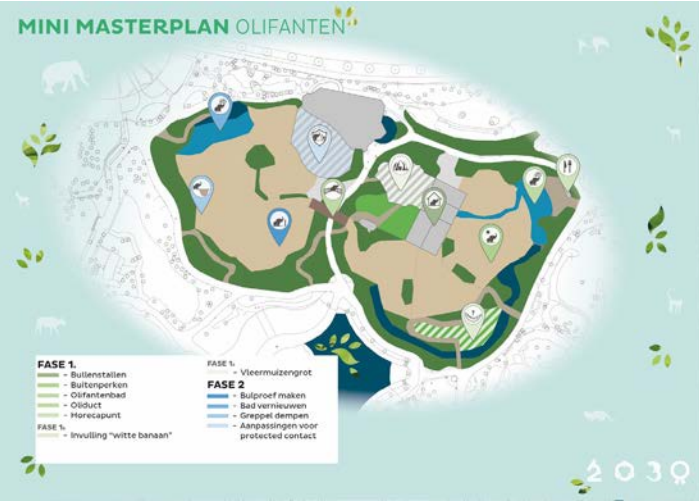 MINI MASTERPLAN OLIFANTEN
FASE 1.
- Bullenstallen
- Buitenperken
- Olifantenbad
- Oliduct
- Horecapunt
FASE 1.
- Invulling "witte banaan"
FASE 1.
- Vleermuizengrot
FASE 2
- Bulproef maken
- Bad vernieuwen
- Greppel dempen
- Aanpassingen voor
protected contact
?
2030